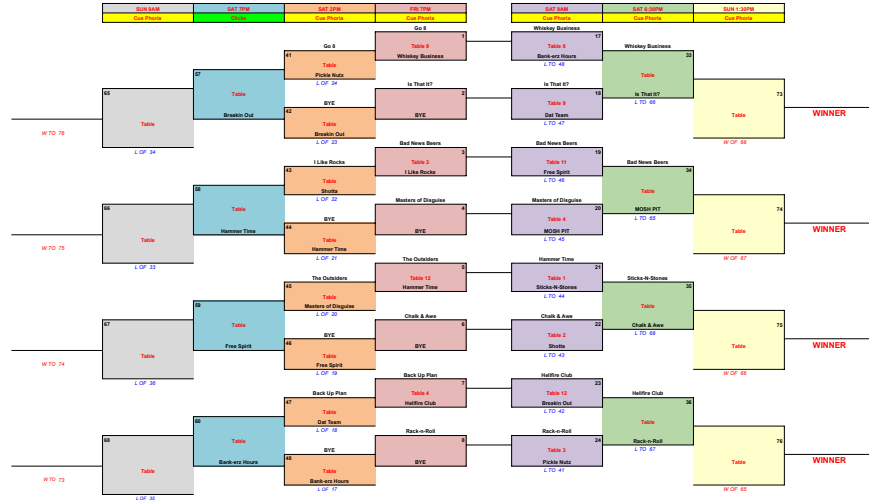 SUN 9AM SAT 7PM SAT 2PM FRI 7PM SAT 9AM SAT 6:30PM SUN 1:30PM
Cue Phoria Clicks Cue Phoria Cue Phoria Cue Phoria Cue Phoria Cue Phoria
Go 8 Whiskey Business
1 17
Table 9 Table 8
Go 8 Whiskey Business Bank-erz Hours Whiskey Business
41 L TO 48 33
Table Table
57 Pickle Nutz Is That It? Is That It?
L OF 24 2 18
Table Table 9
65 BYE BYE Dat Team Is That It? 73
42 L TO 47 L TO 66
Table Table Table Table
Breakin Out Breakin Out
L OF 23 WINNER
W TO 76 W OF 68
L OF 34
Bad News Beers Bad News Beers
3 19
Table 3 Table 11
I Like Rocks I Like Rocks Free Spirit Bad News Beers
43 L TO 46 34
Table Table
58 Shotta Masters of Disguise Masters of Disguise
L OF 22 4 20
Table Table 4
66 BYE BYE MOSH PIT MOSH PIT 74
44 L TO 45 L TO 65
Table Table Table Table
Hammer Time Hammer Time
L OF 21 WINNER
W TO 75 W OF 67
L OF 33
The Outsiders Hammer Time
5 21
Table 12 Table 1
The Outsiders Hammer Time Sticks-N-Stones Sticks-N-Stones
45 L TO 44 35
Table Table
59 Masters of Disguise Chalk & Awe Chalk & Awe
L OF 20 6 22
Table Table 2
67 BYE BYE Shotta Chalk & Awe 75
46 L TO 43 L TO 68
Table Table Table Table
Free Spirit Free Spirit
L OF 19 WINNER
W TO 74 W OF 66
L OF 36
Back Up Plan Hellfire Club
7 23
Table 4 Table 12
Back Up Plan Hellfire Club Breakin Out Hellfire Club
47 L TO 42 36
Table Table
60 Dat Team Rack-n-Roll Rack-n-Roll
L OF 18 8 24
Table Table 3
68 BYE BYE Pickle Nutz Rack-n-Roll 76
48 L TO 41 L TO 67
Table Table Table Table
Bank-erz Hours Bank-erz Hours
L OF 17 WINNER
W TO 73 W OF 65
L OF 35